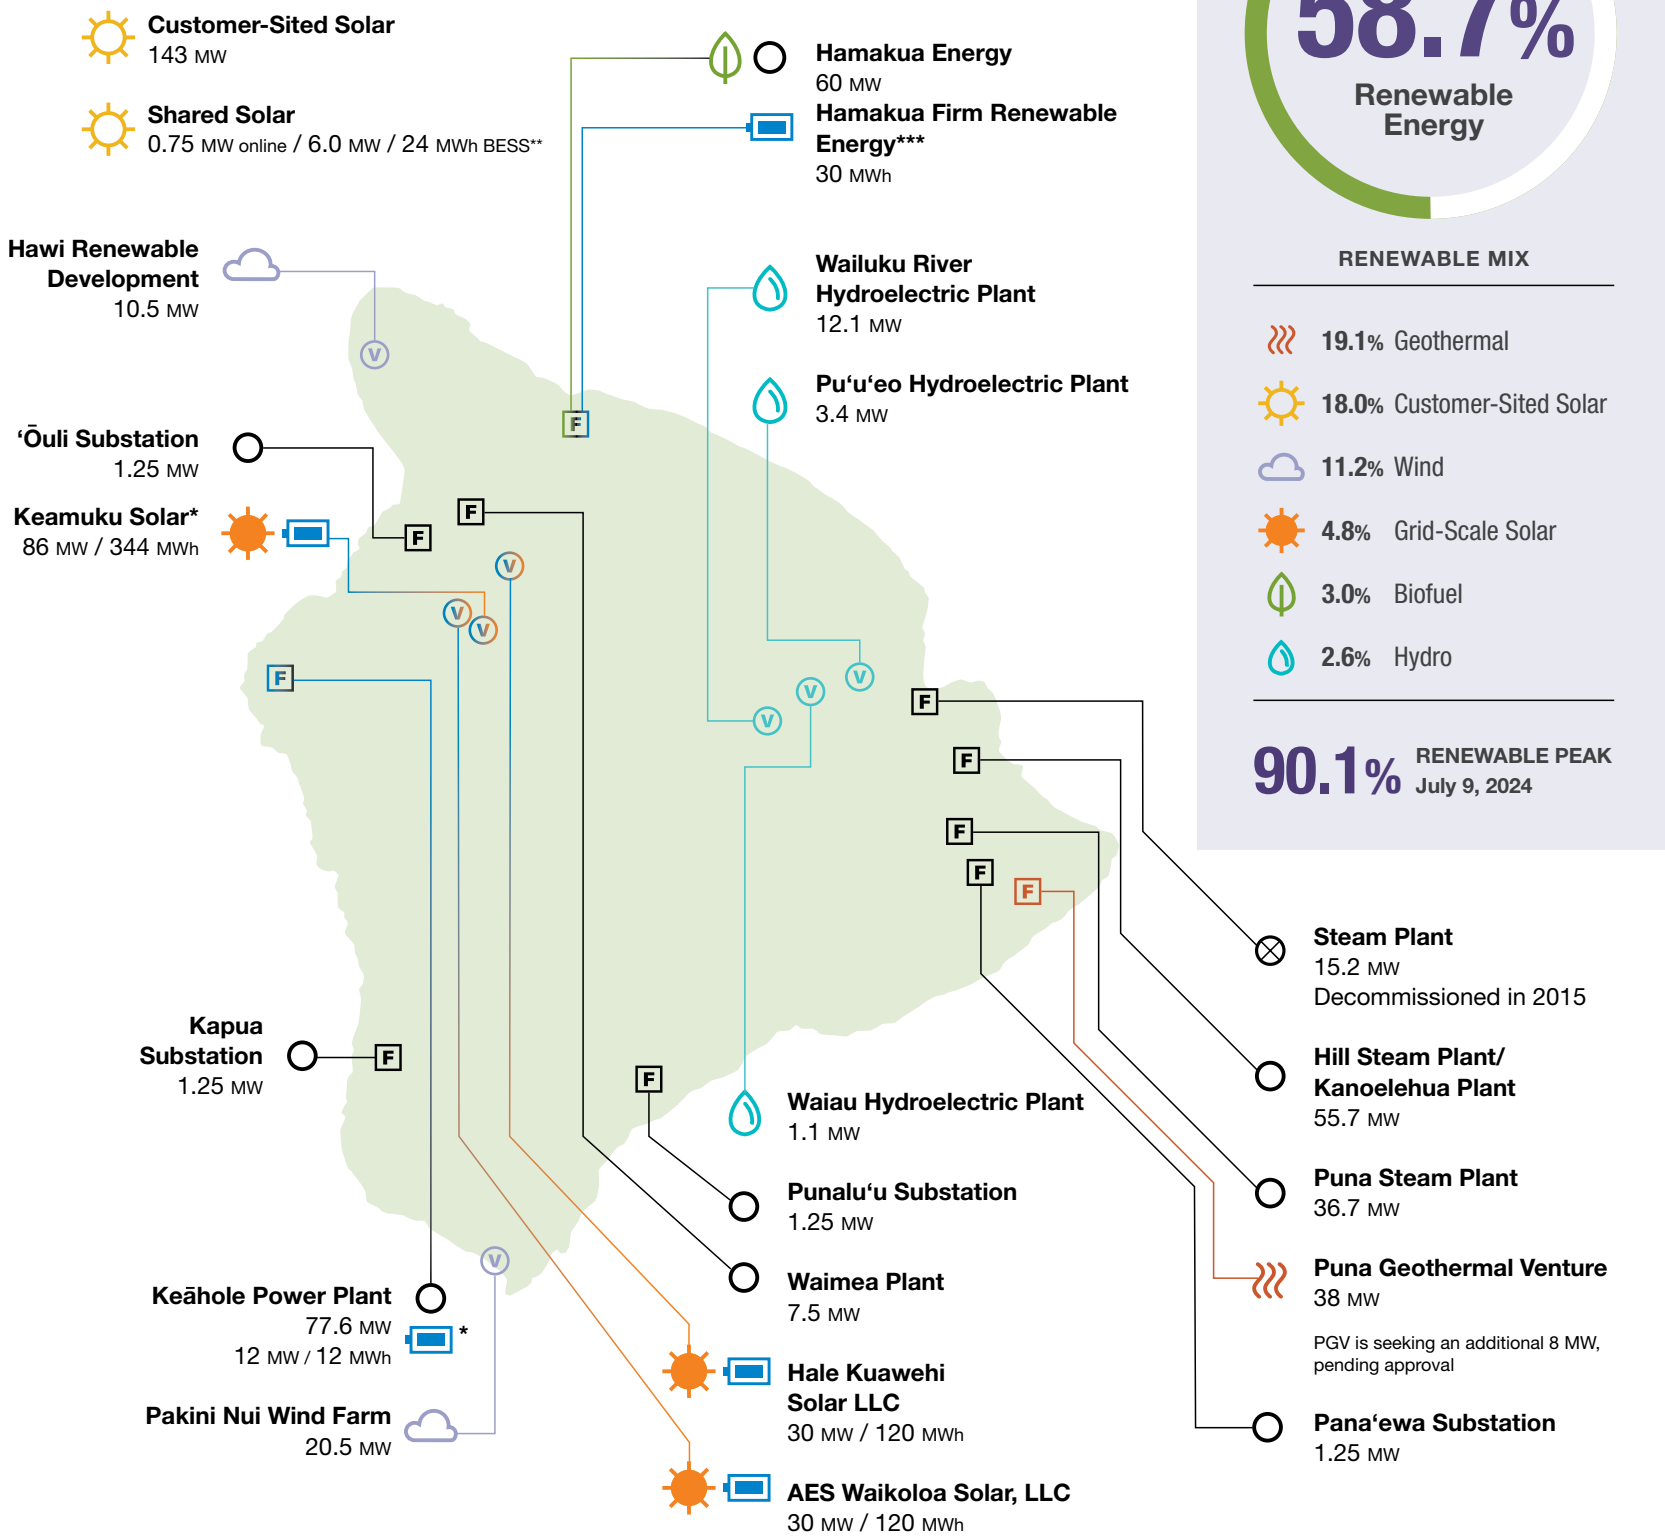 Customer-Sited Solar
143 MW
Shared Solar
0.75 MW online / 6.0 MW / 24 MWh BESS**
Hamakua Energy
60 MW
Hamakua Firm Renewable
Energy***
30 MWh
Hawi Renewable
Development
10.5 MW
V
Wailuku River
Hydroelectric Plant
12.1 MW
Puʻuʻeo Hydroelectric Plant
3.4 MW
F
ʻŌuli Substation
1.25 MW
F
F
Keamuku Solar*
86 MW / 344 MWh
V
V
V
F
V
V
V
F
F
F
F
F
Kapua
Substation
1.25 MW
F
F
Waiau Hydroelectric Plant
1.1 MW
Punaluʻu Substation
1.25 MW
Waimea Plant
7.5 MW
V
Keāhole Power Plant
77.6 MW
12 MW / 12 MWh
*
Pakini Nui Wind Farm
20.5 MW
Hale Kuawehi
Solar LLC
30 MW / 120 MWh
AES Waikoloa Solar, LLC
30 MW / 120 MWh
58.7%
Renewable
Energy
RENEWABLE MIX
19.1% Geothermal
18.0% Customer-Sited Solar
11.2% Wind
4.8% Grid-Scale Solar
3.0% Biofuel
2.6% Hydro
90.1% RENEWABLE PEAK
July 9, 2024
Steam Plant
15.2 MW
Decommissioned in 2015
Hill Steam Plant/
Kanoelehua Plant
55.7 MW
Puna Steam Plant
36.7 MW
Puna Geothermal Venture
38 MW
PGV is seeking an additional 8 MW,
pending approval
Panaʻewa Substation
1.25 MW